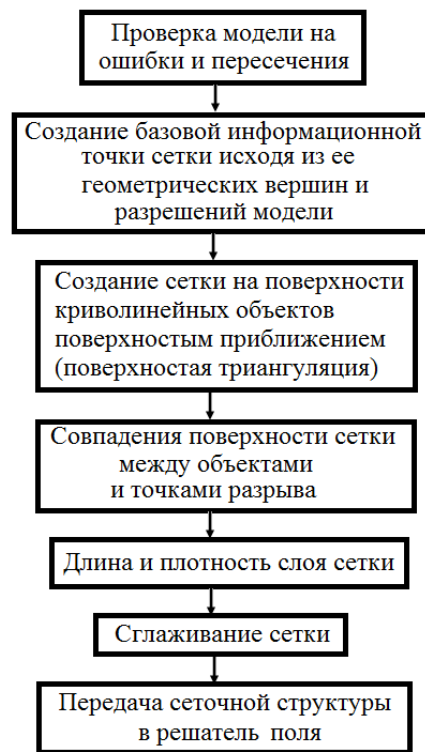 Проверка модели на
ошибки и пересечения
Создание базовой информационной
точки сетки исходя из ее
геометрических вершин и
разрешений модели
Создание сетки на поверхности
криволинейных объектов
поверхностым приближением
(поверхостая триангуляция)
Совпадения поверхности сетки
между объектами
и точками разрыва
Длина и плотность слоя сетки
Сглаживание сетки
Передача сеточной структуры
в решатель поля